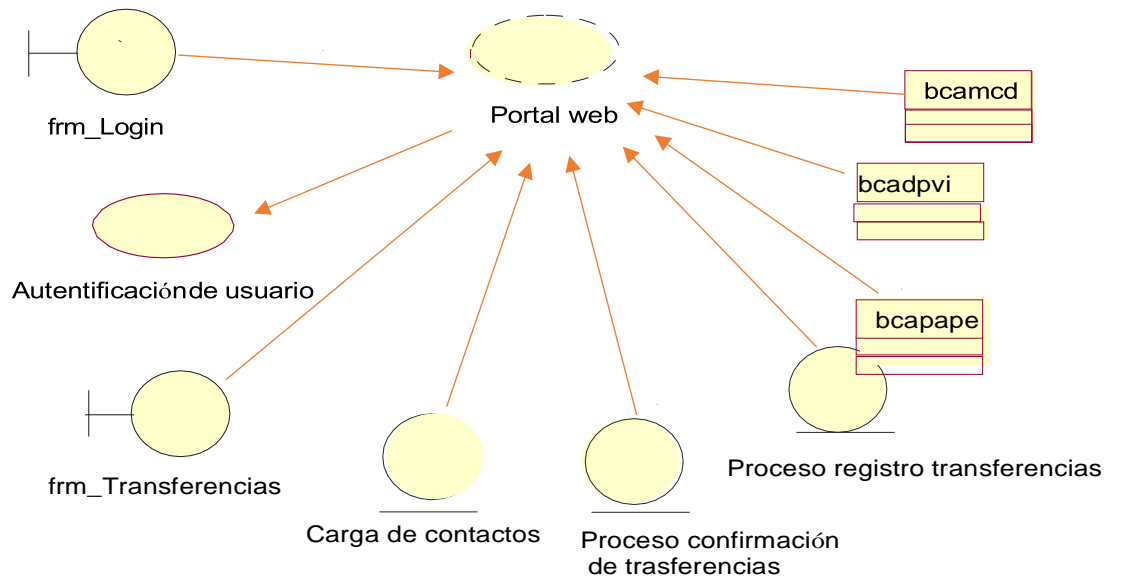 frm_Login
Portal web
bcamcd
bcadpvi
Autentificaciónde usuario
bcapape
frm_Transferencias
Proceso registro transferencias
Carga de contactos
Proceso confirmación
de trasferencias